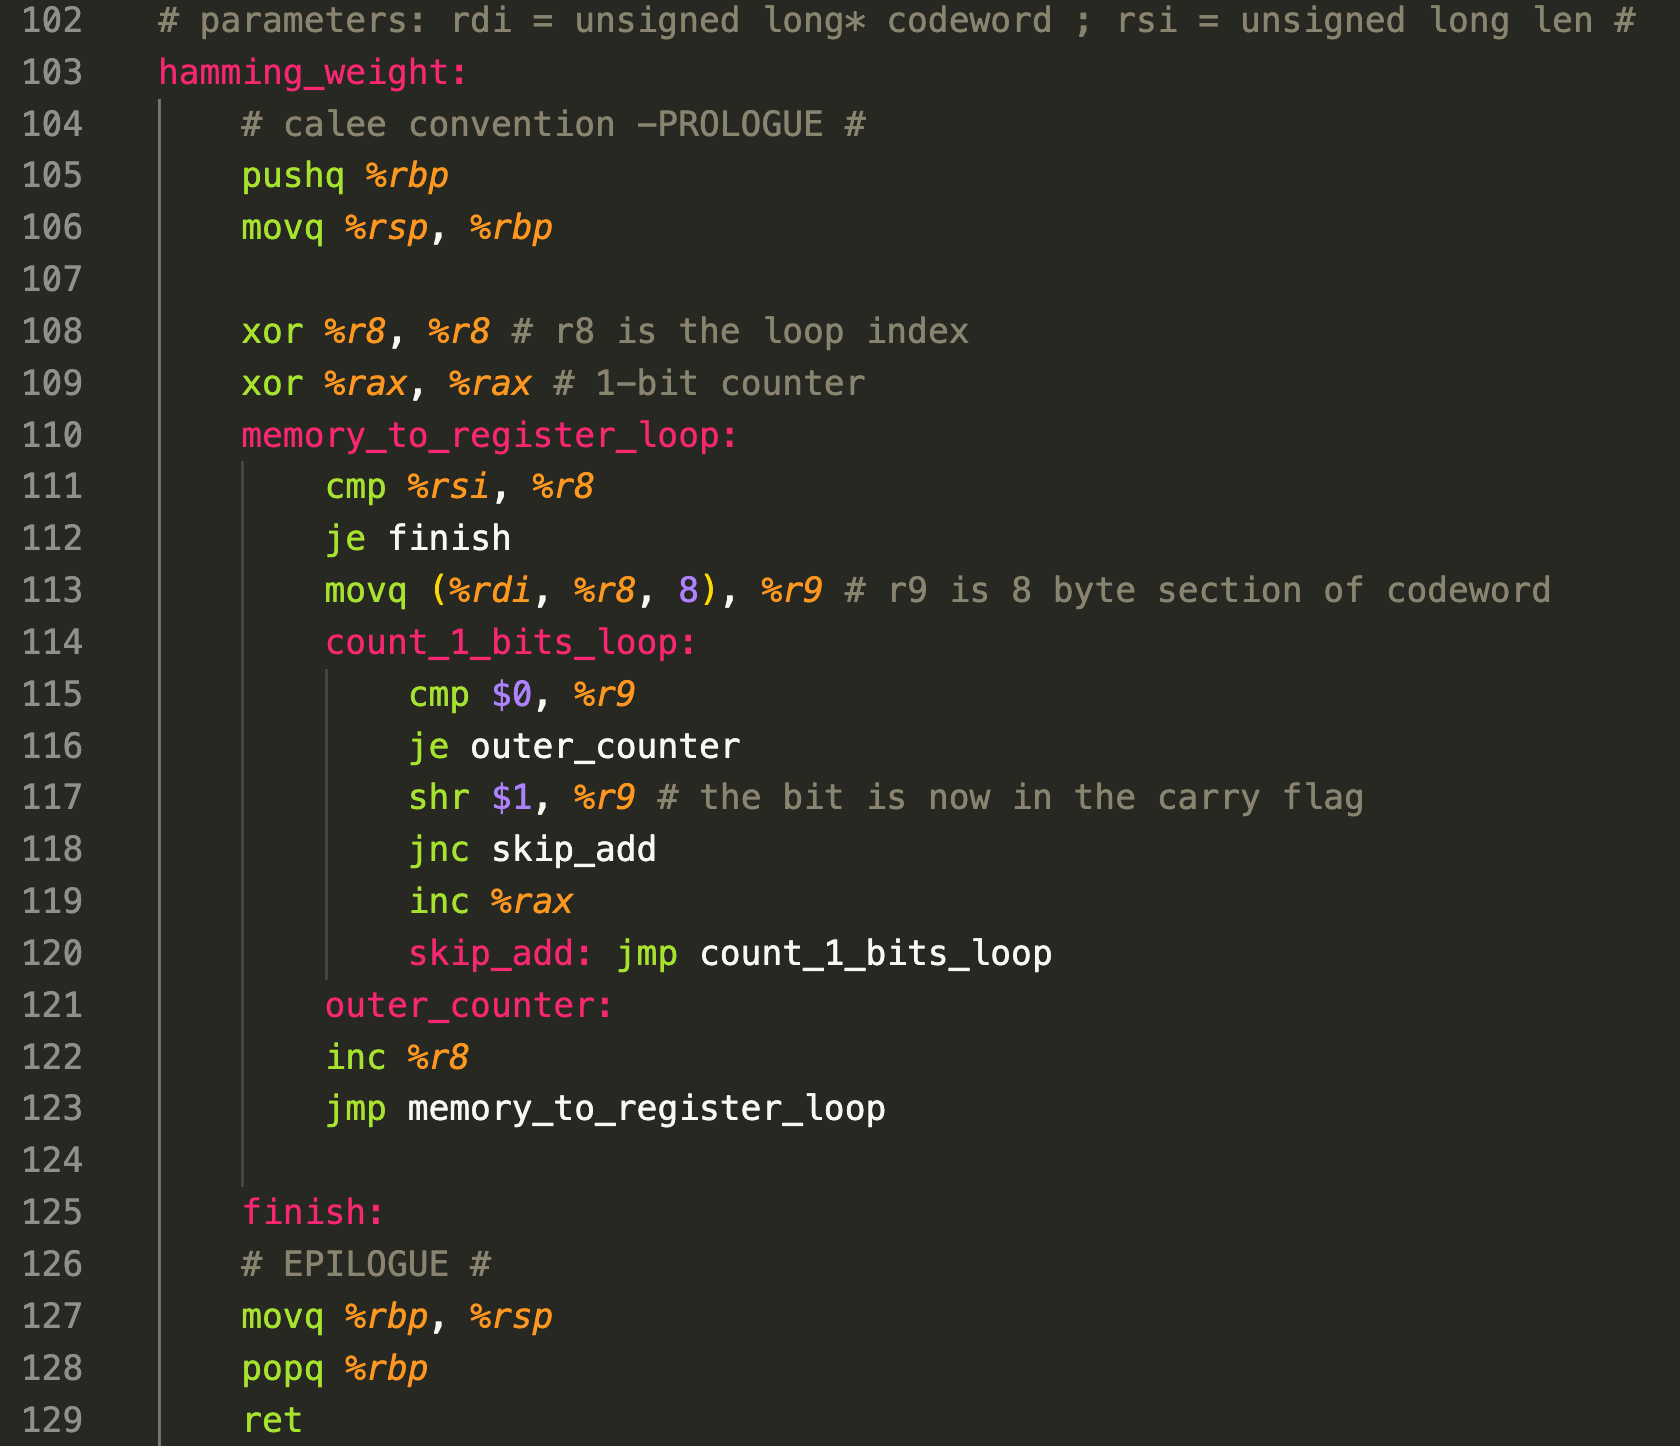 102 # parameters: rdi = unsigned long* codeword ; rsi = unsigned long len #
103 hamming_weight:
104 # calee convention -PROLOGUE #
105 pushq %rbp
106 movq %rsp, %rbp
107
108 xor %r8, %r8 # r8 is the loop index
109 xor %rax, %rax # 1-bit counter
110 memory_to_register_loop:
111 cmp %rsi, %r8
112 je finish
113 movq (%rdi, %r8, 8), %r9 # r9 is 8 byte section of codeword
114 count_1_bits_loop:
115 cmp $0, %r9
116 je outer_counter
117 shr $1, %r9 # the bit is now in the carry flag
118 jnc skip_add
119 inc %rax
120 skip_add: jmp count_1_bits_loop
121 outer_counter:
122 inc %r8
123 jmp memory_to_register_loop
124
125 finish:
126 # EPILOGUE #
127 movq %rbp, %rsp
128 popq %rbp
129 ret